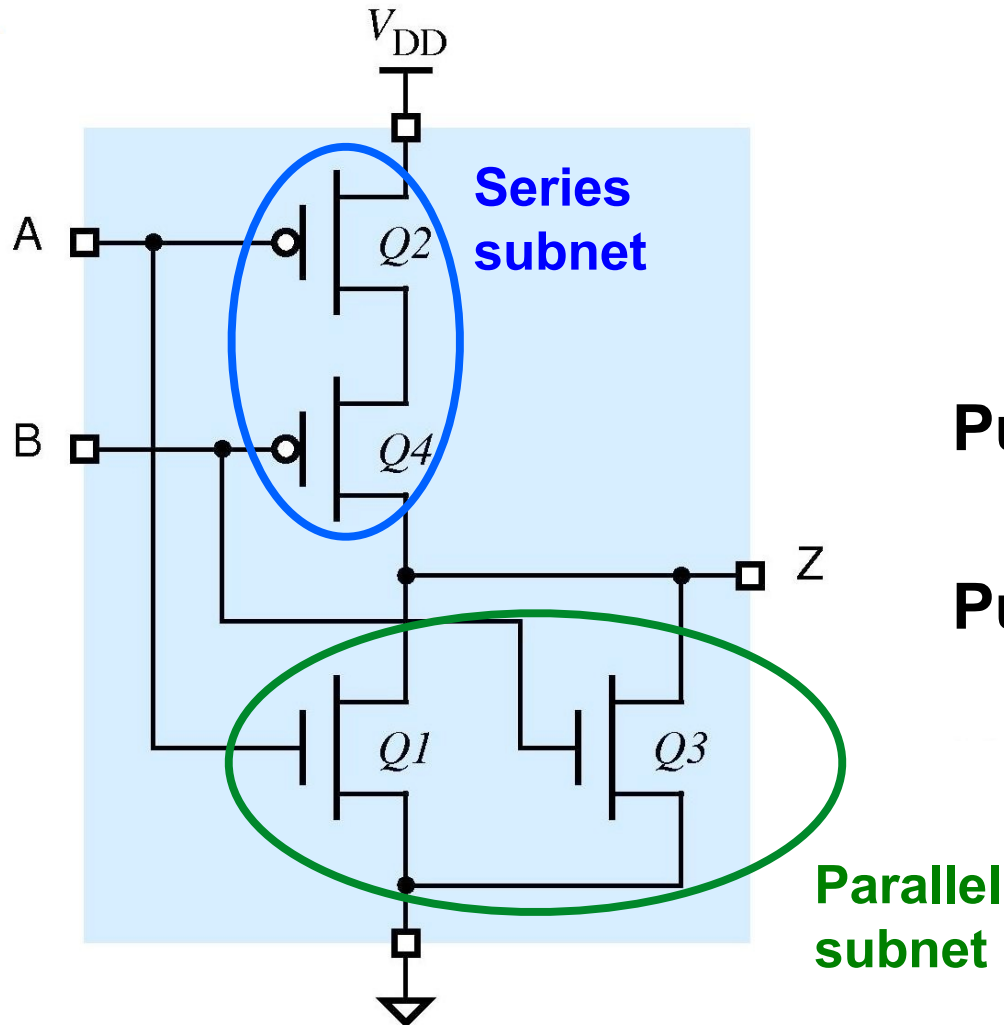 VDD
Series
subnet
A
Q2
B
Q4
Pu
Z
Pu
Q1
Q3
Parallel
subnet